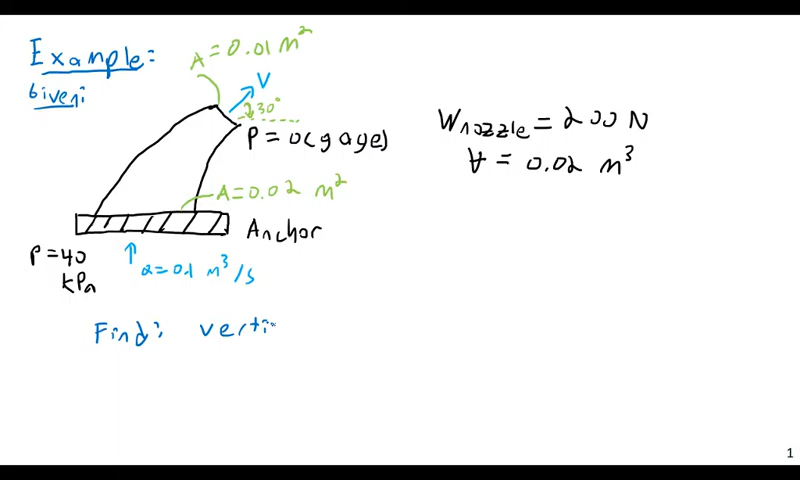 Example:
Given:
A = 0.01 m²
V
30°
P = 0 (gage)
A = 0.02 m²
Anchor
P = 40 kPa
Q = 0.1 m³/s
Find: verti
Wnozzle = 200 N
V = 0.02 m³
1